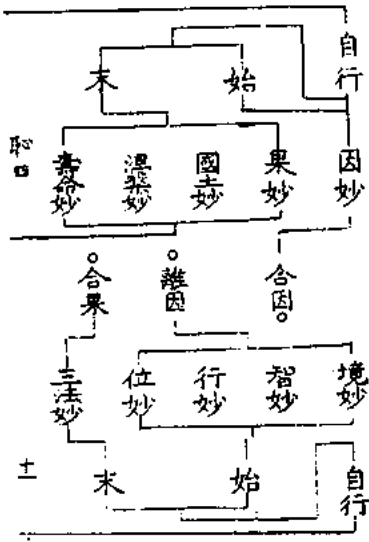 自行
始
末
因妙
果妙
國土妙
涅槃妙
壽命妙
合因
離因
合果
境妙
智妙
行妙
位妙
三法妙
自行
始
末
十一